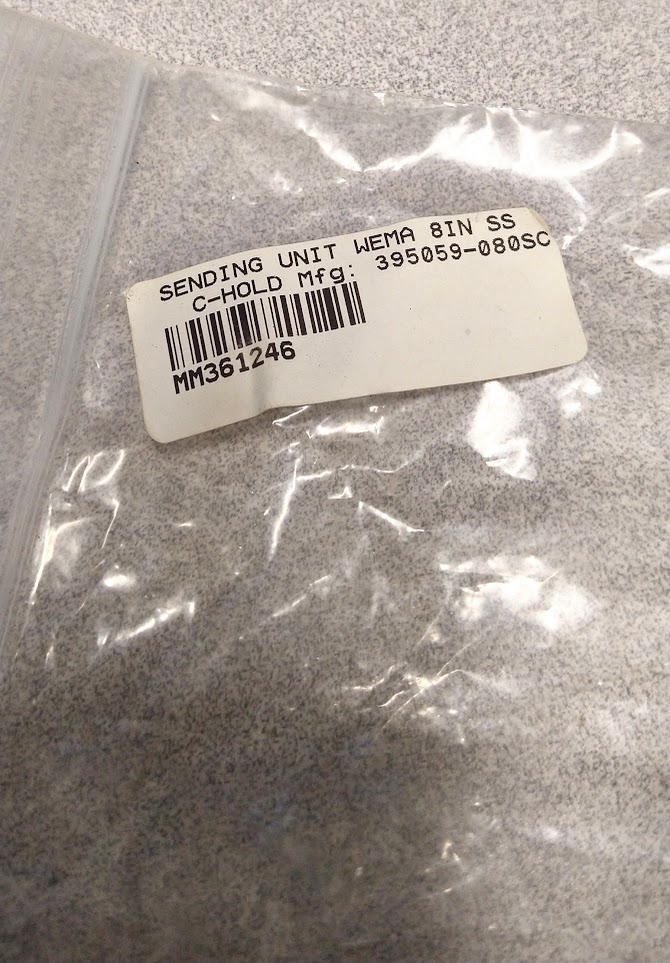 SENDING UNIT WEMA 8IN SS
C-HOLD Mfg: 395059-080SC
MM361246